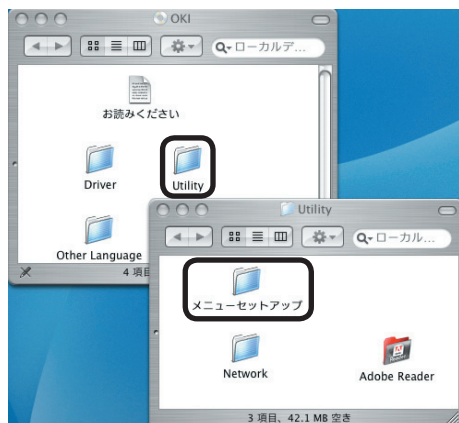 OKI
ローカルデ...
お読みください
Driver
Utility
Other Language
4 項目
Utility
ローカル...
メニューセットアップ
Network
Adobe Reader
3 項目、42.1 MB 空き